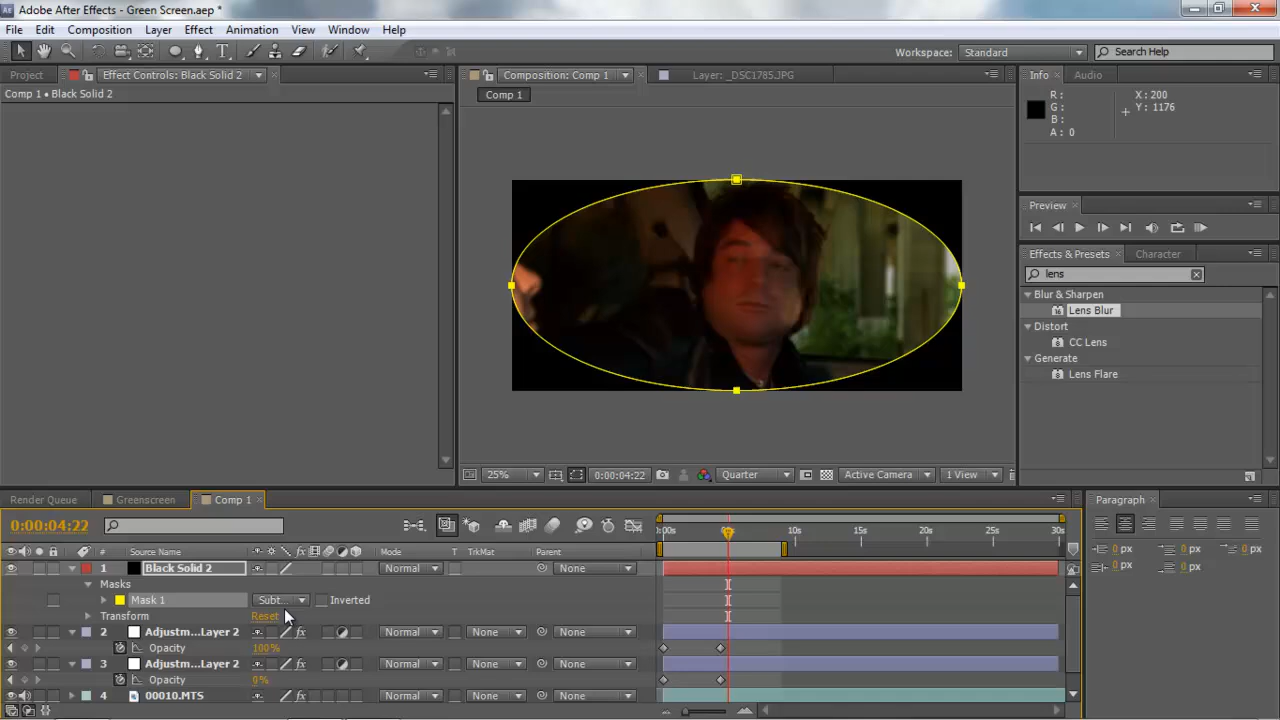 Adobe After Effects - Green Screen.aep *
File Edit Composition Layer Effect Animation View Window Help
Workspace: Standard Search Help
Project Effect Controls: Black Solid 2 Composition: Comp 1 Layer: _DSC1785.JPG Info Audio
Comp 1 • Black Solid 2
Comp 1
R: X: 200
G: Y: 1176
B:
A: 0
Preview
Effects & Presets Character
lens
Blur & Sharpen
Lens Blur
Distort
CC Lens
Generate
Lens Flare
25% 0:00:04:22 Quarter Active Camera 1 View
Render Queue Greenscreen Comp 1 Paragraph
0:00:04:22
:00s 10s 15s 20s 25s 30s
# Source Name Mode T TrkMat Parent
1 Black Solid 2 Normal None
Masks
Mask 1 Subt... Inverted
Transform Reset
2 Adjustm...Layer 2 Normal None None
Opacity 100%
3 Adjustm...Layer 2 Normal None None
Opacity 0%
4 00010.MTS Normal None None
0 px 0 px 0 px
0 px 0 px